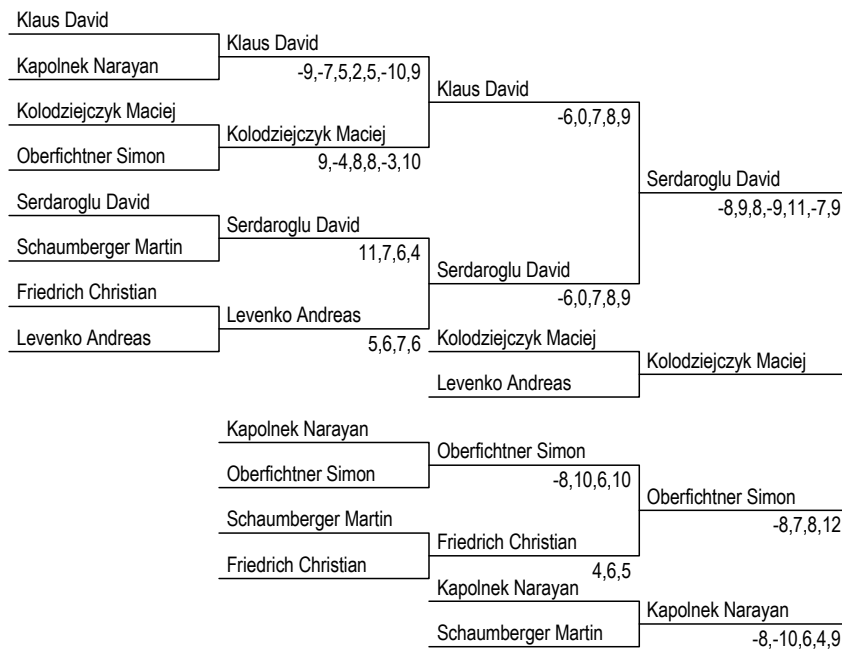 Klaus David
Klaus David
Kapolnek Narayan
-9,-7,5,2,5,-10,9
Klaus David
Kolodziejczyk Maciej
-6,0,7,8,9
Kolodziejczyk Maciej
Oberfichtner Simon
9,-4,8,8,-3,10
Serdaroglu David
Serdaroglu David
-8,9,8,-9,11,-7,9
Serdaroglu David
Schaumberger Martin
11,7,6,4
Serdaroglu David
Friedrich Christian
-6,0,7,8,9
Levenko Andreas
Levenko Andreas
5,6,7,6
Kolodziejczyk Maciej
Kolodziejczyk Maciej
Levenko Andreas
Kapolnek Narayan
Oberfichtner Simon
Oberfichtner Simon
-8,10,6,10
Oberfichtner Simon
Schaumberger Martin
-8,7,8,12
Friedrich Christian
Friedrich Christian
4,6,5
Kapolnek Narayan
Kapolnek Narayan
Schaumberger Martin
-8,-10,6,4,9